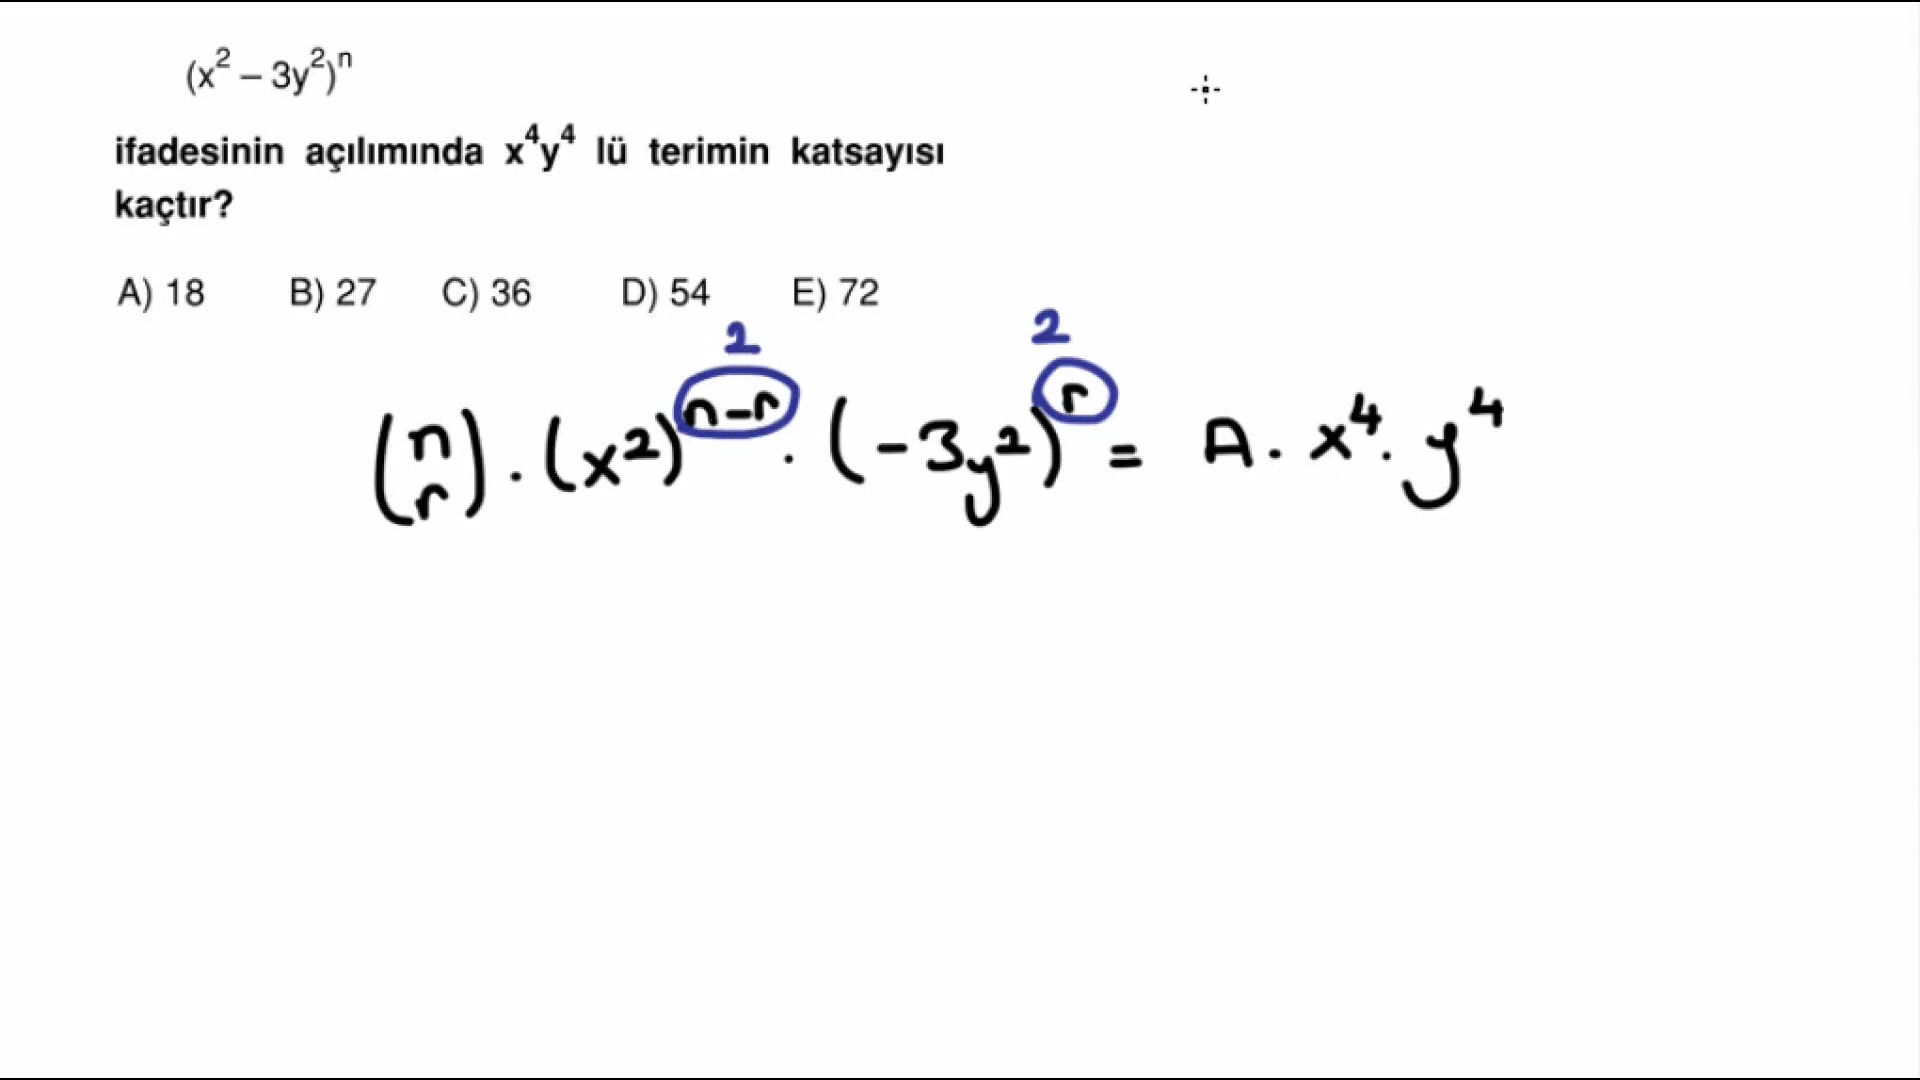 (x² – 3y²)ⁿ
ifadesinin açılımında x⁴y⁴ lü terimin katsayısı
kaçtır?
A) 18 B) 27 C) 36 D) 54 E) 72
2 2
(n r) · (x²)ⁿ⁻ʳ · (-3y²)ʳ = A · x⁴ · y⁴